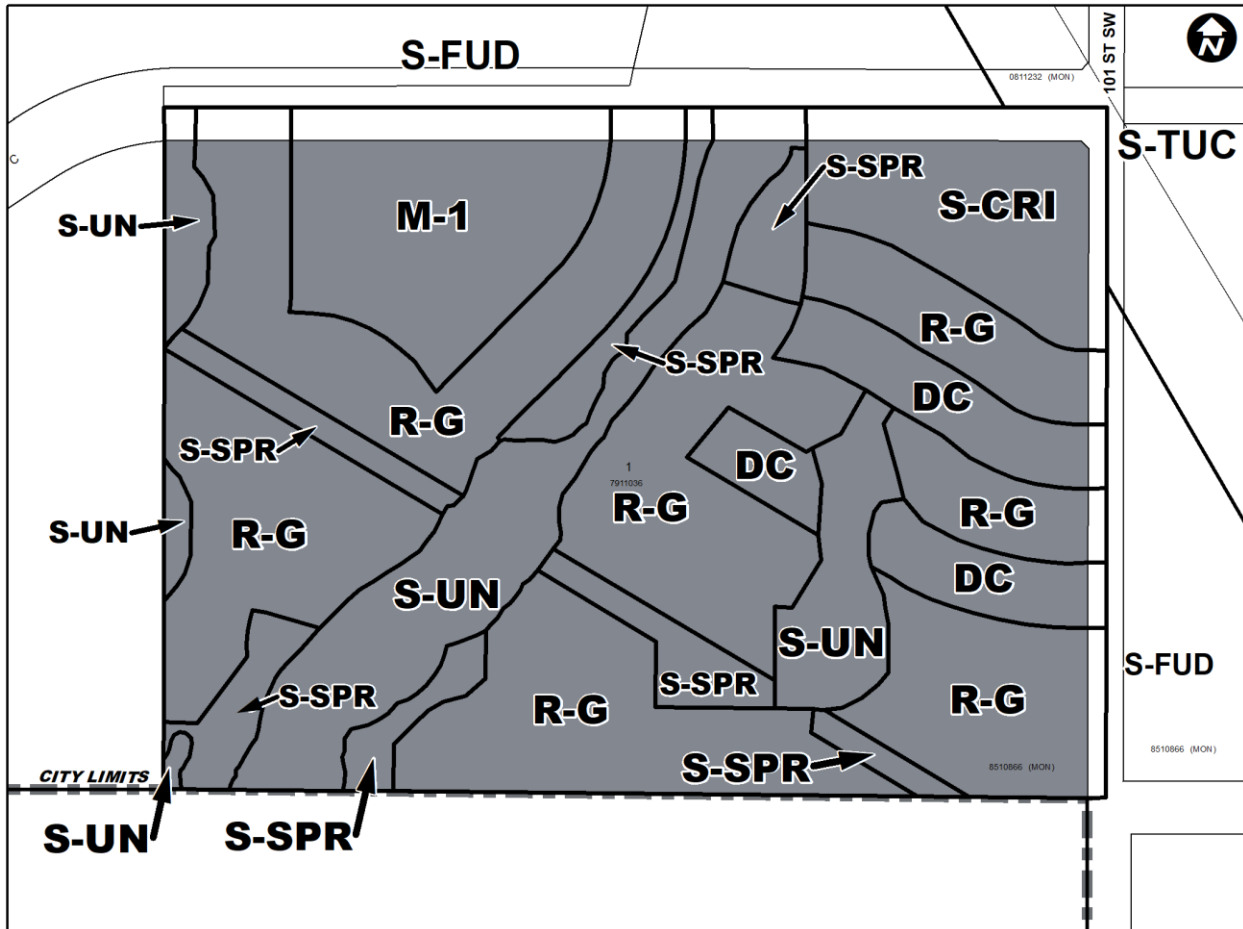 S-FUD
N
101 ST SW
0811232 (MON)
S-TUC
C
S-SPR
S-CRI
M-1
S-UN
R-G
S-SPR
DC
R-G
S-SPR
DC
1
7911036
R-G
R-G
S-UN
R-G
DC
S-UN
S-UN
S-FUD
S-SPR
S-SPR
R-G
R-G
S-SPR
8510866 (MON)
8510866 (MON)
CITY LIMITS
S-UN
S-SPR